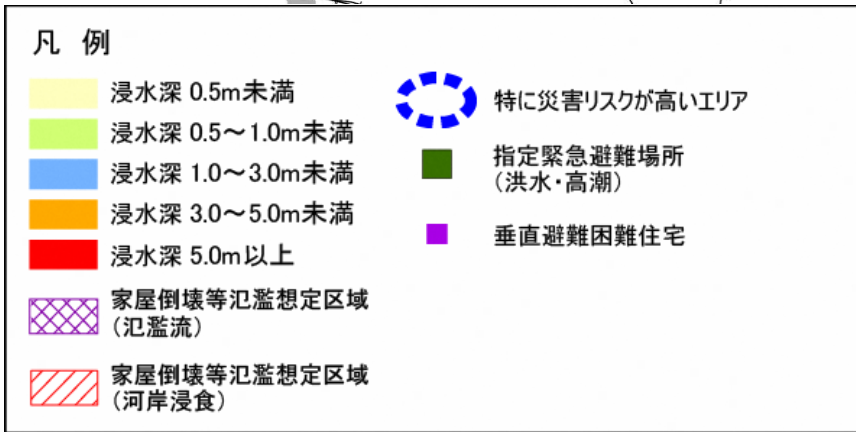 凡 例
浸水深 0.5m未満
浸水深 0.5～1.0m未満
浸水深 1.0～3.0m未満
浸水深 3.0～5.0m未満
浸水深 5.0m以上
家屋倒壊等氾濫想定区域
(氾濫流)
家屋倒壊等氾濫想定区域
(河岸浸食)
特に災害リスクが高いエリア
指定緊急避難場所
(洪水・高潮)
垂直避難困難住宅